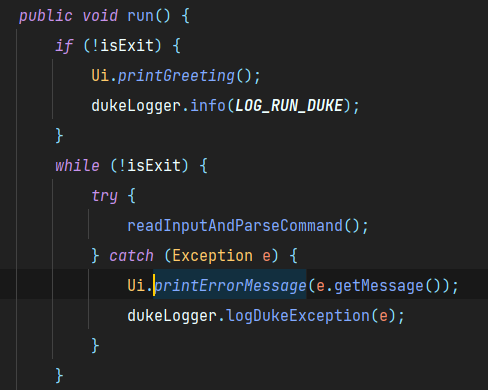 public void run() {
    if (!isExit) {
        Ui.printGreeting();
        dukeLogger.info(LOG_RUN_DUKE);
    }
    while (!isExit) {
        try {
            readInputAndParseCommand();
        } catch (Exception e) {
            Ui.printErrorMessage(e.getMessage());
            dukeLogger.logDukeException(e);
        }
    }